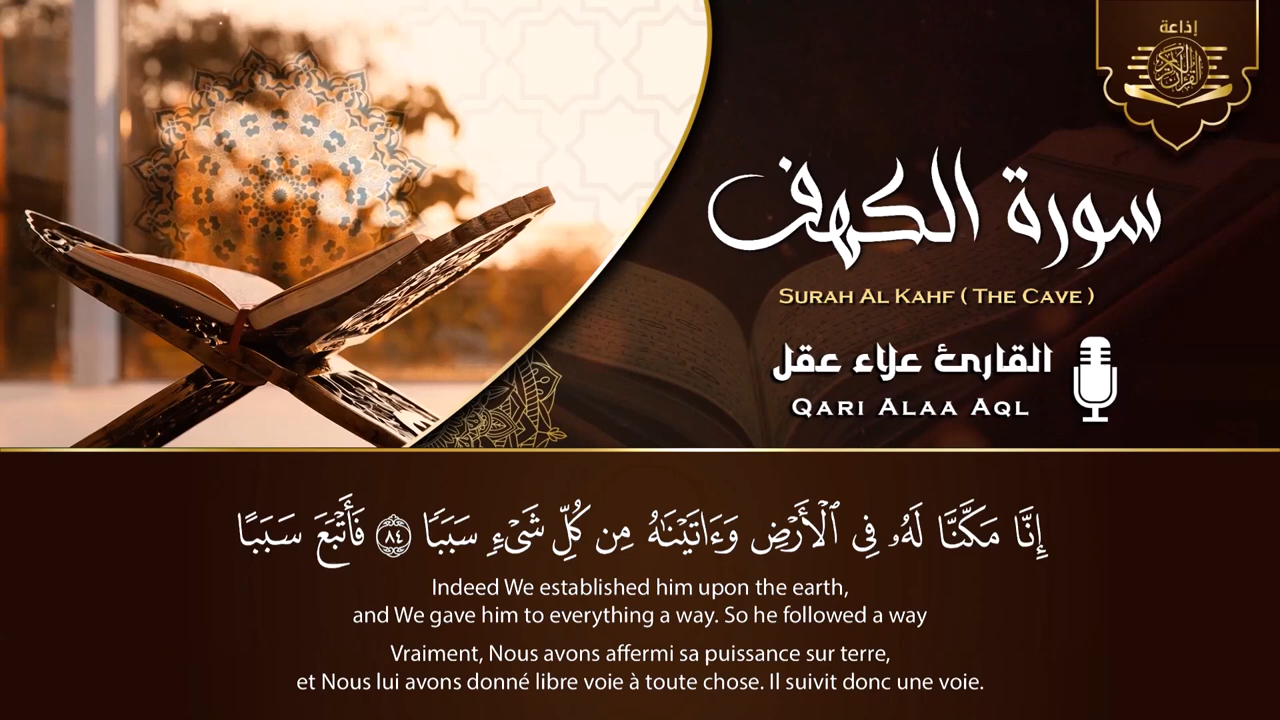 إذاعة
القرآن الكريم
سورة الكهف
SURAH AL KAHF ( THE CAVE )
القارئ علاء عقل
QARI ALAA AQL
إِنَّا مَكَّنَّا لَهُۥ فِى ٱلْأَرْضِ وَءَاتَيْنَـٰهُ مِن كُلِّ شَىْءٍ سَبَبًا ٨٤ فَأَتْبَعَ سَبَبًا
Indeed We established him upon the earth,
and We gave him to everything a way. So he followed a way
Vraiment, Nous avons affermi sa puissance sur terre,
et Nous lui avons donné libre voie à toute chose. Il suivit donc une voie.